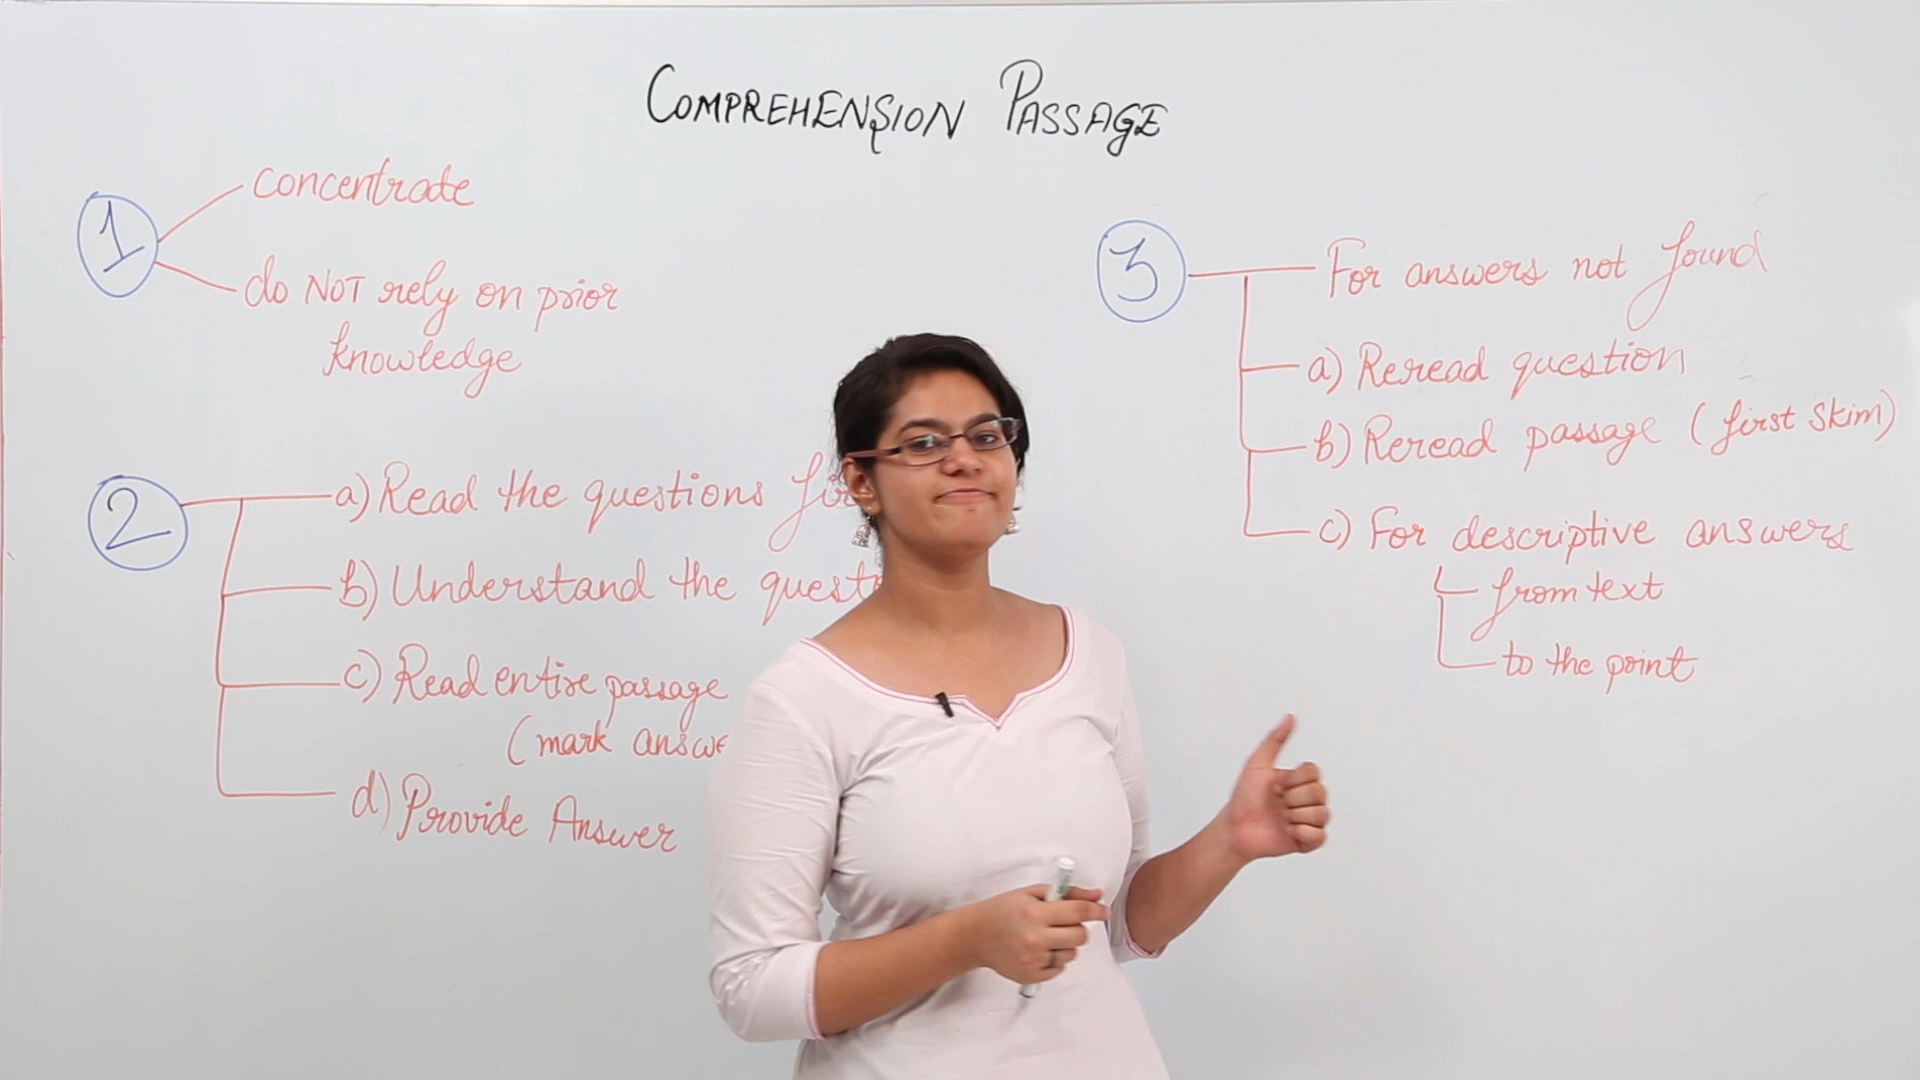 COMPREHENSION PASSAGE
1
concentrate
do NOT rely on prior
knowledge
2
a) Read the questions
b) Understand the
c) Read entire passage
(mark
d) Provide Answer
3
For answers not found
a) Reread question
b) Reread passage (first skim)
c) For descriptive answers
from text
to the point